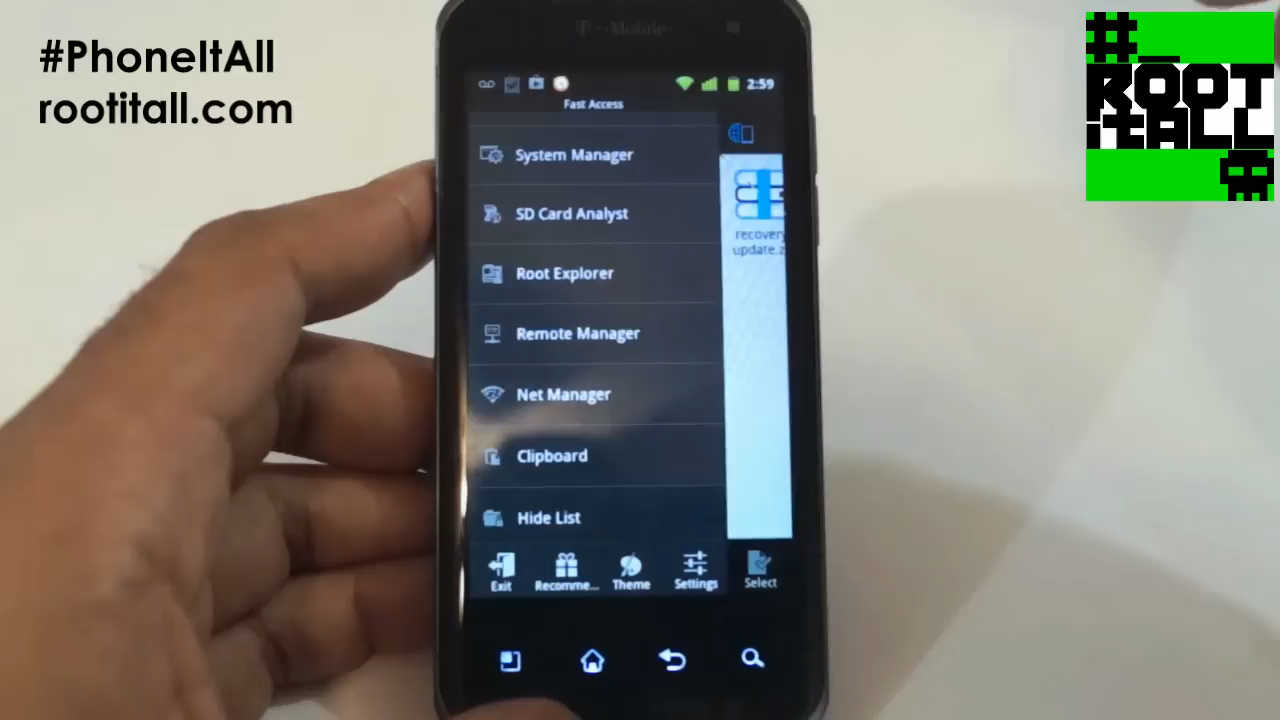 #PhoneItAll
rootitall.com
#_ROOT
itALL
T-Mobile
2:59
Fast Access
System Manager
SD Card Analyst
Root Explorer
Remote Manager
Net Manager
Clipboard
Hide List
recovery
update.z
Exit
Recomme...
Theme
Settings
Select